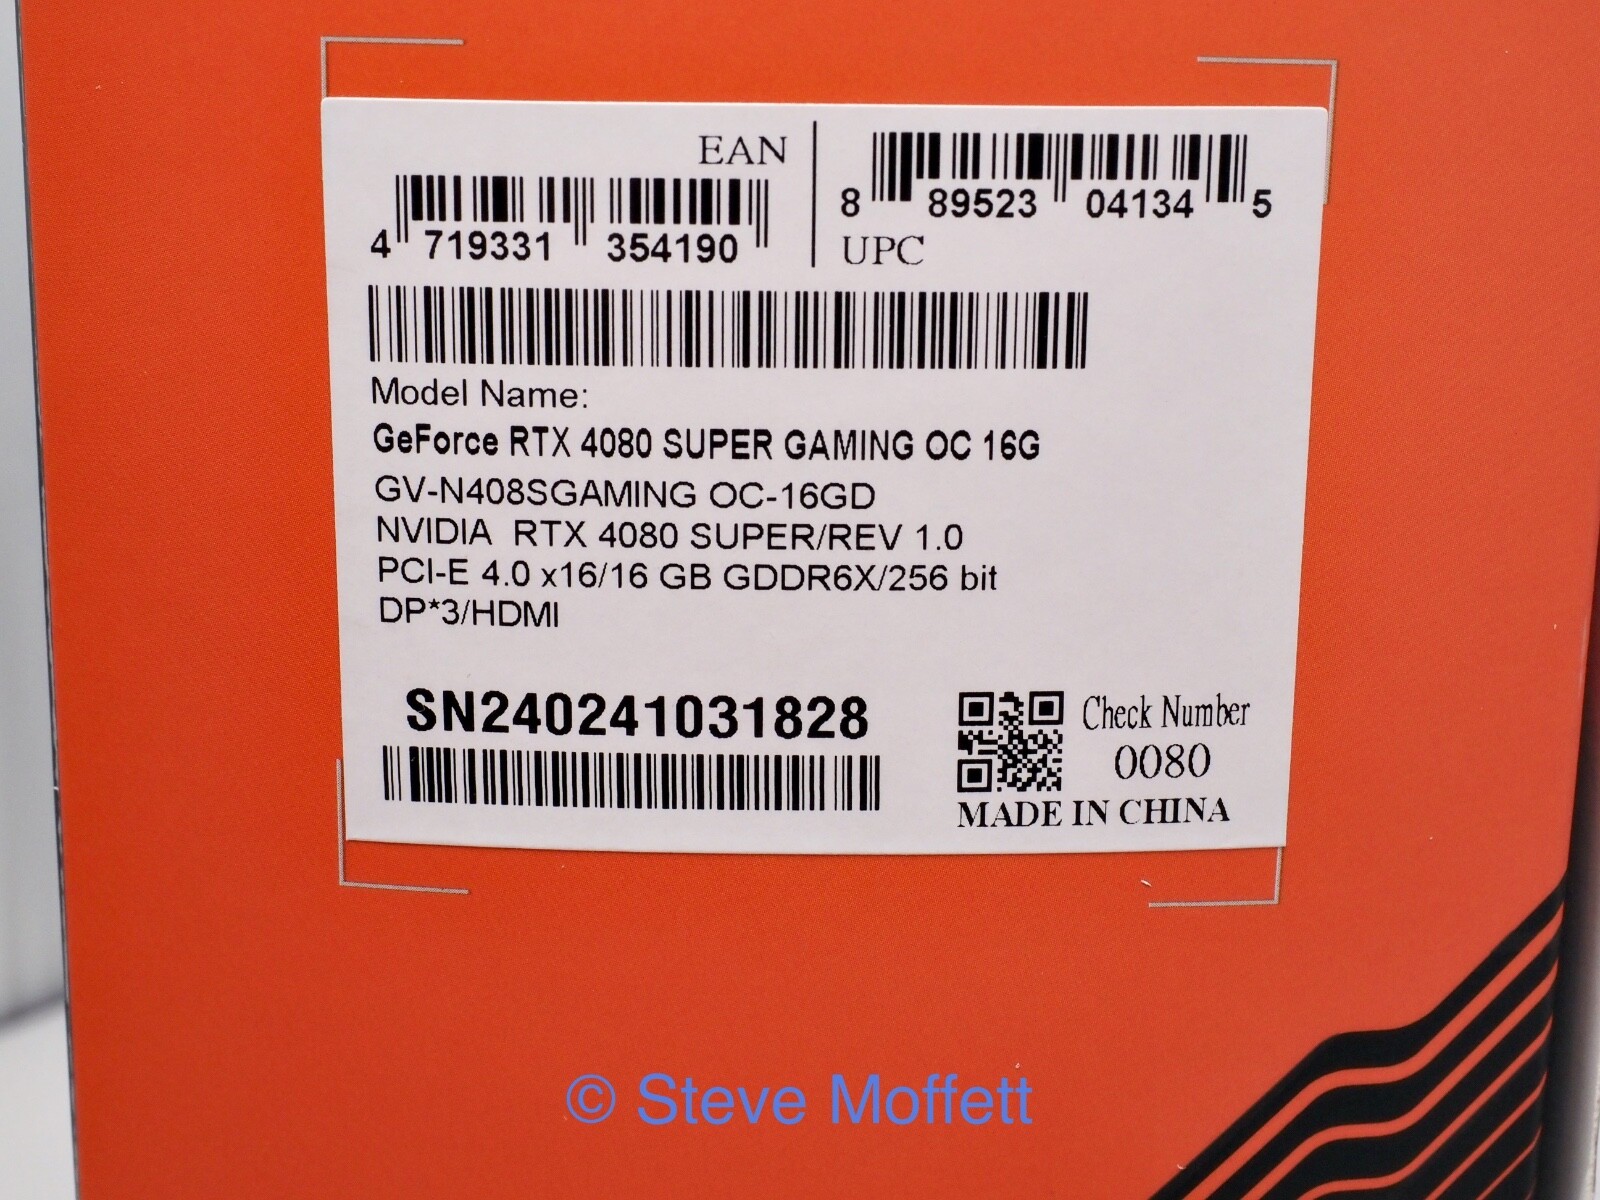 EAN
4 719331 354190
8 89523 04134 5
UPC
Model Name:
GeForce RTX 4080 SUPER GAMING OC 16G
GV-N408SGAMING OC-16GD
NVIDIA RTX 4080 SUPER/REV 1.0
PCI-E 4.0 x16/16 GB GDDR6X/256 bit
DP*3/HDMI
SN240241031828
Check Number
0080
MADE IN CHINA
© Steve Moffett